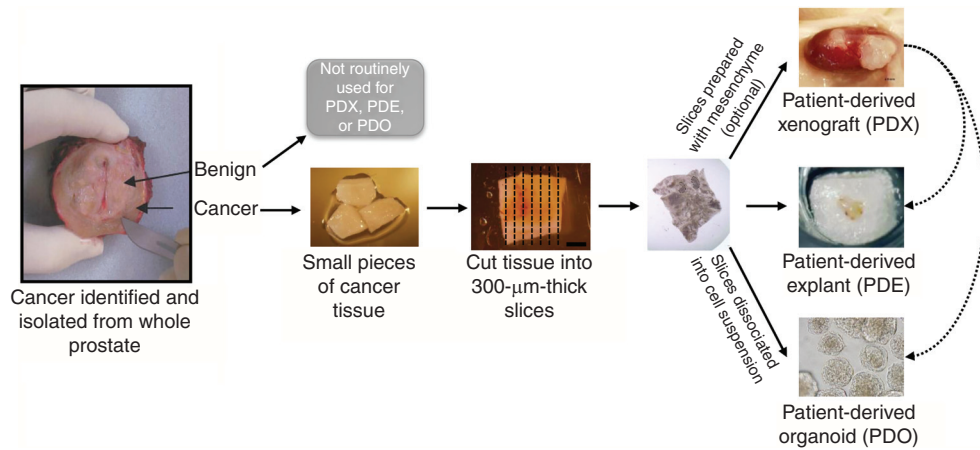 Not routinely
used for
PDX, PDE,
or PDO
Benign
Cancer
Cancer identified and
isolated from whole
prostate
Small pieces
of cancer
tissue
Cut tissue into
300-μm-thick
slices
Slices prepared
with mesenchyme
(optional)
Slices dissociated
into cell suspension
Patient-derived
xenograft (PDX)
Patient-derived
explant (PDE)
Patient-derived
organoid (PDO)